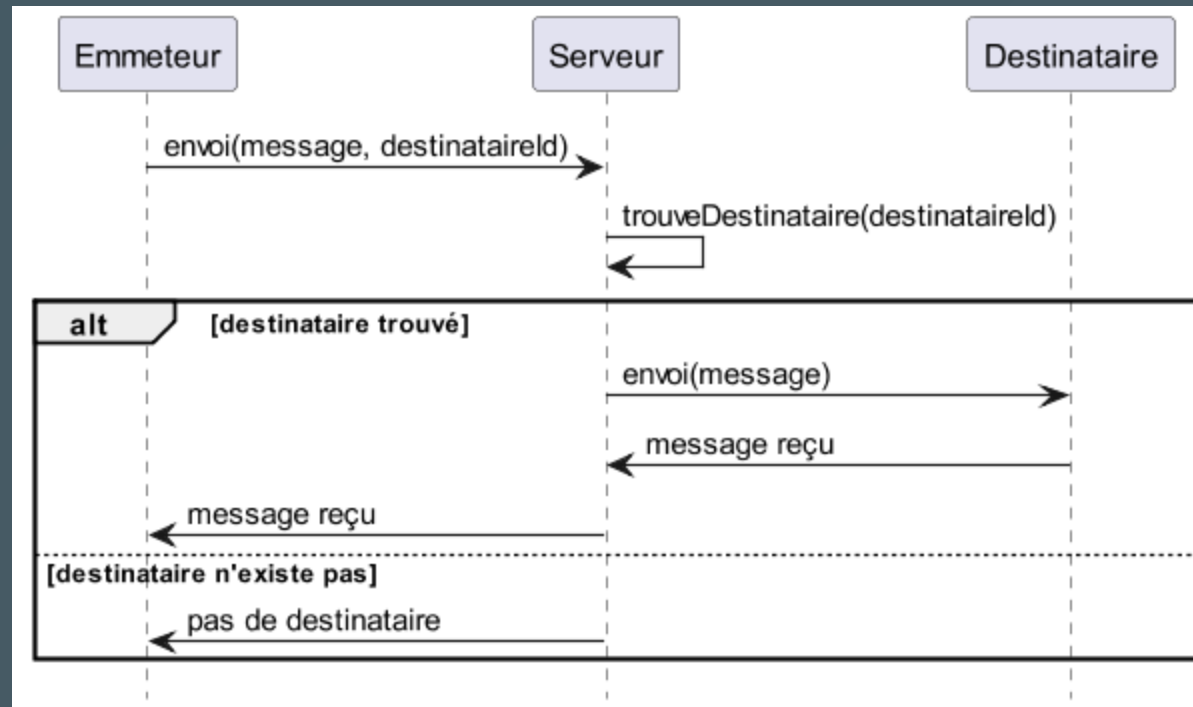 Emmeteur
Serveur
Destinataire
envoi(message, destinataireId)
trouveDestinataire(destinataireId)
alt
[destinataire trouvé]
envoi(message)
message reçu
message reçu
[destinataire n'existe pas]
pas de destinataire